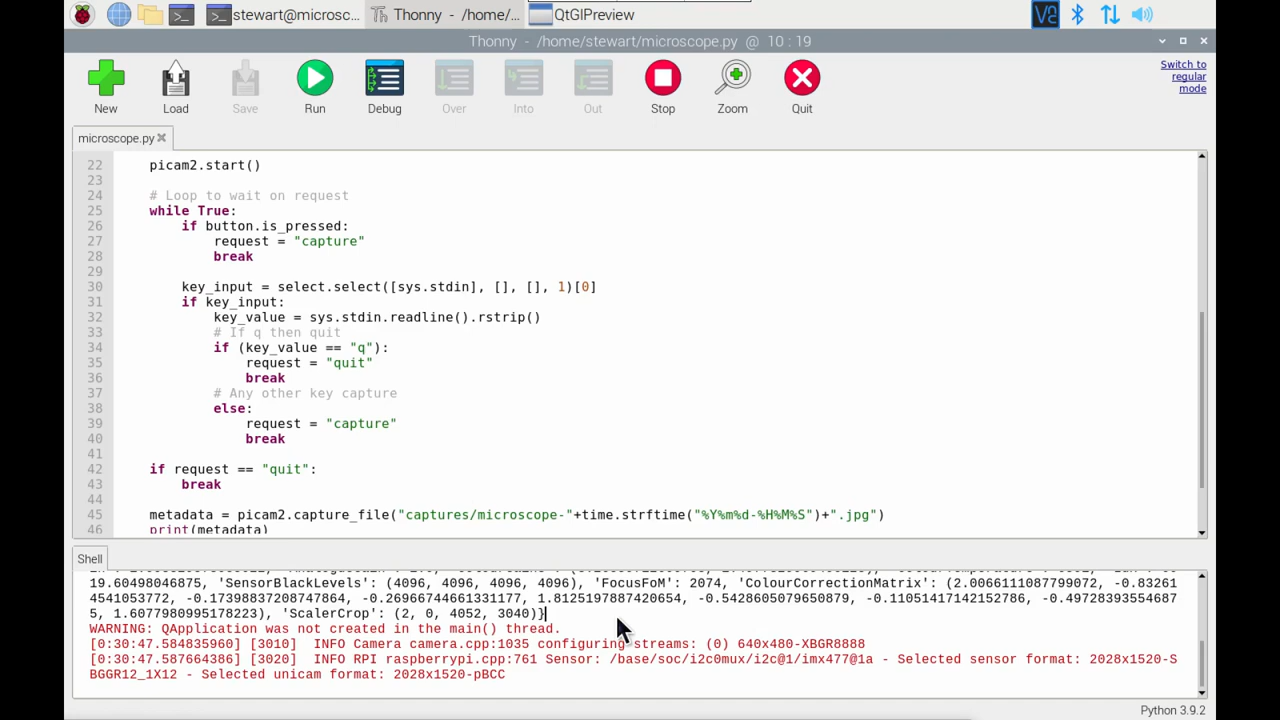 stewart@microsc...
Thonny - /home/...
QtGIPreview
Thonny - /home/stewart/microscope.py @ 10 : 19
New
Load
Save
Run
Debug
Over
Into
Out
Stop
Zoom
Quit
Switch to
regular
mode
microscope.py
22 picam2.start()
23
24 # Loop to wait on request
25 while True:
26 if button.is_pressed:
27 request = "capture"
28 break
29
30 key_input = select.select([sys.stdin], [], [], 1)[0]
31 if key_input:
32 key_value = sys.stdin.readline().rstrip()
33 # If q then quit
34 if (key_value == "q"):
35 request = "quit"
36 break
37 # Any other key capture
38 else:
39 request = "capture"
40 break
41
42 if request == "quit":
43 break
44
45 metadata = picam2.capture_file("captures/microscope-"+time.strftime("%Y%m%d-%H%M%S")+".jpg")
46 print(metadata)
Shell
19.60498046875, 'SensorBlackLevels': (4096, 4096, 4096, 4096), 'FocusFoM': 2074, 'ColourCorrectionMatrix': (2.0066111087799072, -0.83261
4541053772, -0.17398837208747864, -0.26966744661331177, 1.8125197887420654, -0.5428605079650879, -0.11051417142152786, -0.49728393554687
5, 1.6077980995178223), 'ScalerCrop': (2, 0, 4052, 3040)}
WARNING: QApplication was not created in the main() thread.
[0:30:47.584835960] [3010] INFO Camera camera.cpp:1035 configuring streams: (0) 640x480-XBGR8888
[0:30:47.587664386] [3020] INFO RPI raspberrypi.cpp:761 Sensor: /base/soc/i2c0mux/i2c@1/imx477@1a - Selected sensor format: 2028x1520-S
BGGR12_1X12 - Selected unicam format: 2028x1520-pBCC
Python 3.9.2